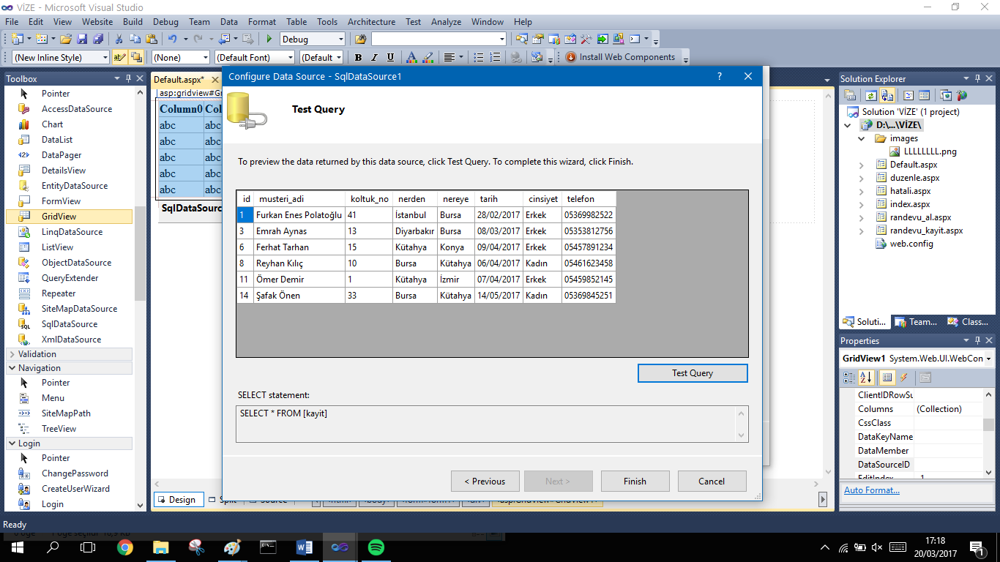 VİZE - Microsoft Visual Studio
File Edit View Website Build Debug Team Data Format Table Tools Architecture Test Analyze Window Help
Debug
(New Inline Style) (None) (Default Font) (Default B I U A Install Web Components
Toolbox
Pointer
AccessDataSource
Chart
DataList
DataPager
DetailsView
EntityDataSource
FormView
GridView
LinqDataSource
ListView
ObjectDataSource
QueryExtender
Repeater
SiteMapDataSource
SqlDataSource
XmlDataSource
Validation
Navigation
Pointer
Menu
SiteMapPath
TreeView
Login
Pointer
ChangePassword
CreateUserWizard
Login
Default.aspx*
asp:gridview#Gr
Column0 Col
abc abc
abc abc
abc abc
abc abc
abc abc
SqlDataSourc
Design
Configure Data Source - SqlDataSource1 ?
Test Query
To preview the data returned by this data source, click Test Query. To complete this wizard, click Finish.
id musteri_adi koltuk_no nerden nereye tarih cinsiyet telefon
1 Furkan Enes Polatoğlu 41 İstanbul Bursa 28/02/2017 Erkek 05369982522
3 Emrah Aynas 13 Diyarbakır Bursa 08/03/2017 Erkek 05353812756
6 Ferhat Tarhan 15 Kütahya Konya 09/04/2017 Erkek 05457891234
8 Reyhan Kılıç 10 Bursa Kütahya 06/04/2017 Kadın 05461623458
11 Ömer Demir 1 Kütahya İzmir 07/04/2017 Erkek 05459852145
14 Şafak Önen 33 Bursa Kütahya 14/05/2017 Kadın 05369845251
Test Query
SELECT statement:
SELECT * FROM [kayit]
< Previous Next > Finish Cancel
Solution Explorer
Solution 'VİZE' (1 project)
D:\...\VİZE\
images
LLLLLLLL.png
Default.aspx
duzenle.aspx
hatali.aspx
index.aspx
randevu_al.aspx
randevu_kayit.aspx
web.config
Soluti... Team... Class...
Properties
GridView1 System.Web.UI.WebCon
ClientIDRowSu
Columns (Collection)
CssClass
DataKeyName
DataMember
DataSourceID
EditIndex -1
Auto Format...
Ready
17:18
20/03/2017
1